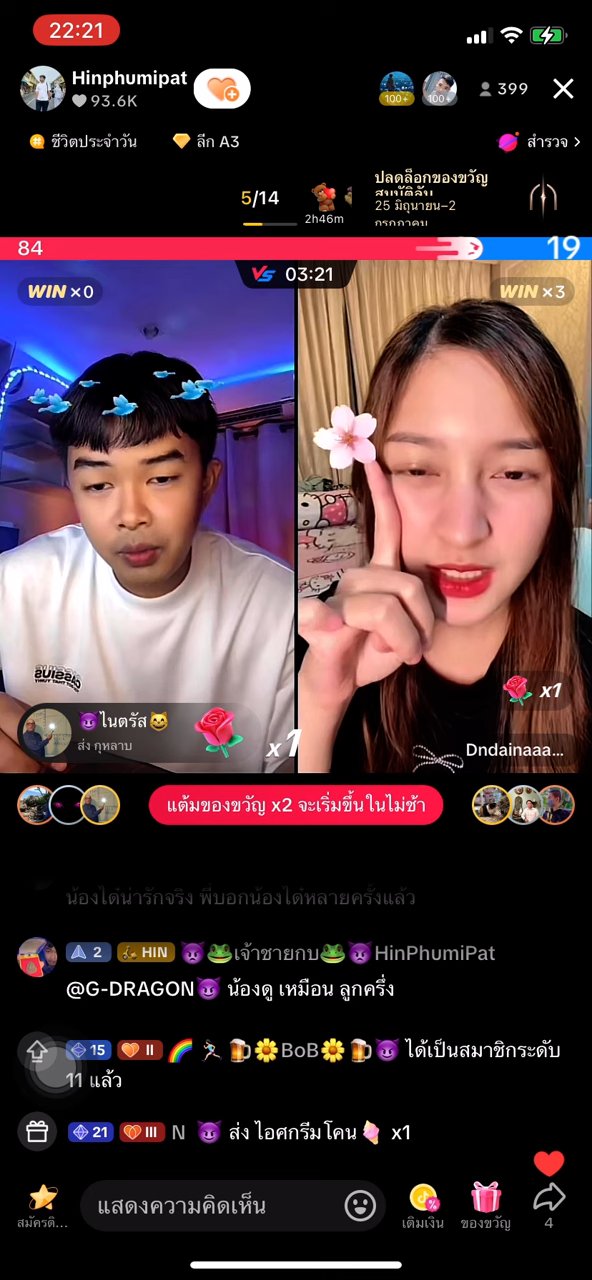 22:21
Hinphumipat
93.6K
100+
100+
399
ชีวิตประจำวัน
ลีก A3
สำรวจ >
5/14
2h46m
ปลดล็อกของขวัญ
25 มิถุนายน–2
กรกฎาคม
84
19
VS 03:21
WIN x0
WIN x3
😈ไนตรัส😸
ส่ง กุหลาบ
x1
x1
Dndainaaa...
แต้มของขวัญ x2 จะเริ่มขึ้นในไม่ช้า
น้องได๋น่ารักจริง พี่บอกน้องได๋หลายครั้งแล้ว
2 HIN 😈🐸เจ้าชายกบ🐸😈HinPhumiPat
@G-DRAGON😈 น้องดู เหมือน ลูกครึ่ง
15 II 🌈🏃🍺🌼BoB🌼🍺😈 ได้เป็นสมาชิกระดับ
11 แล้ว
21 III N 😈 ส่ง ไอศกรีมโคน🍦 x1
สมัครติ...
แสดงความคิดเห็น
เติมเงิน
ของขวัญ
4